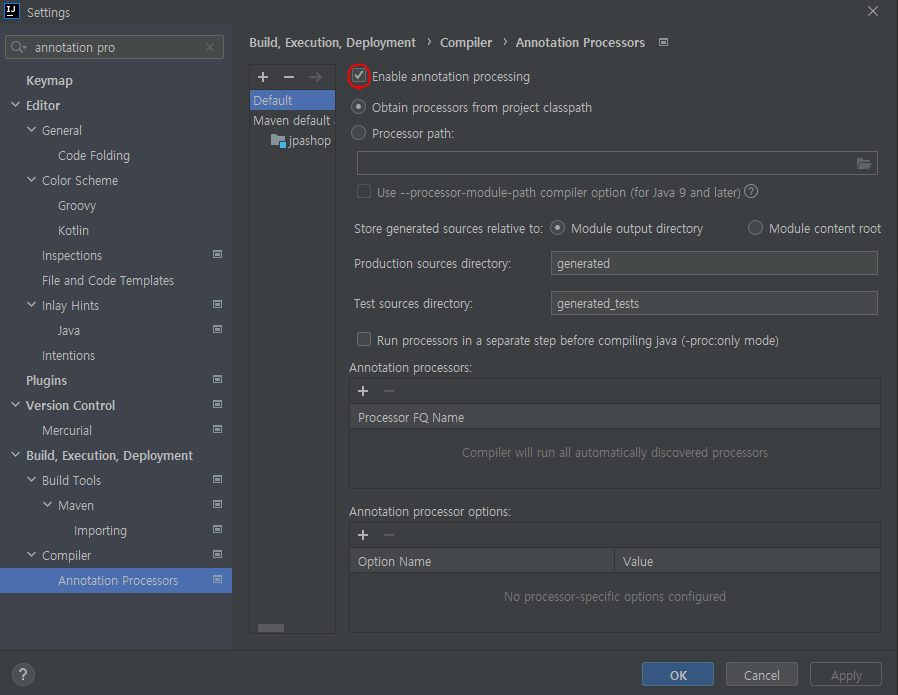 Settings
annotation pro
Keymap
Editor
General
Code Folding
Color Scheme
Groovy
Kotlin
Inspections
File and Code Templates
Inlay Hints
Java
Intentions
Plugins
Version Control
Mercurial
Build, Execution, Deployment
Build Tools
Maven
Importing
Compiler
Annotation Processors
Build, Execution, Deployment › Compiler › Annotation Processors
Default
Maven default
jpashop
Enable annotation processing
Obtain processors from project classpath
Processor path:
Use --processor-module-path compiler option (for Java 9 and later) ?
Store generated sources relative to: Module output directory Module content root
Production sources directory: generated
Test sources directory: generated_tests
Run processors in a separate step before compiling java (-proc:only mode)
Annotation processors:
Processor FQ Name
Compiler will run all automatically discovered processors
Annotation processor options:
Option Name Value
No processor-specific options configured
? OK Cancel Apply